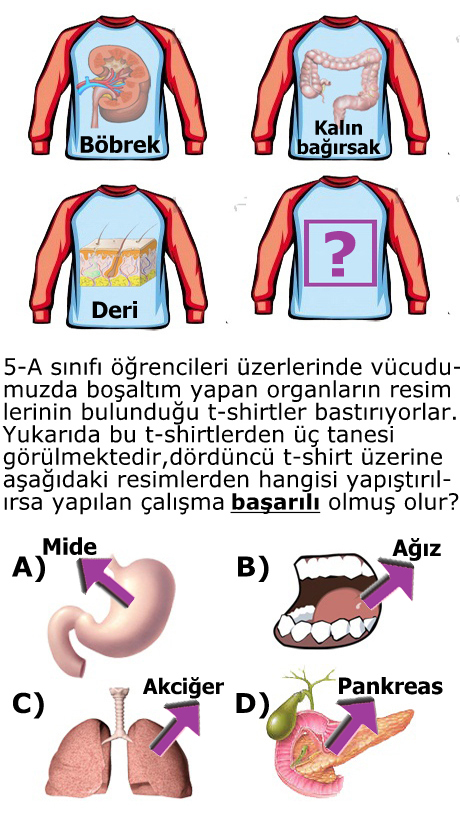 Böbrek
Kalın
bağırsak
Deri
?
5-A sınıfı öğrencileri üzerlerinde vücudu-
muzda boşaltım yapan organların resim
lerinin bulunduğu t-shirtler bastırıyorlar.
Yukarıda bu t-shirtlerden üç tanesi
görülmektedir,dördüncü t-shirt üzerine
aşağıdaki resimlerden hangisi yapıştırıl-
ırsa yapılan çalışma başarılı olmuş olur?
A) Mide
B) Ağız
C) Akciğer
D) Pankreas